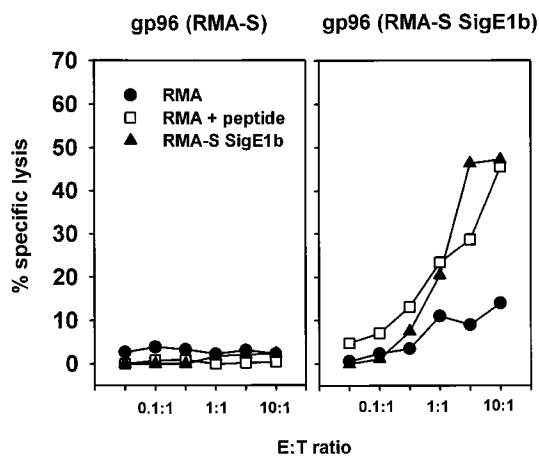 gp96 (RMA-S) gp96 (RMA-S SigE1b)
% specific lysis
70
60
50
40
30
20
10
0
RMA
RMA + peptide
RMA-S SigE1b
0.1:1 1:1 10:1 0.1:1 1:1 10:1
E:T ratio